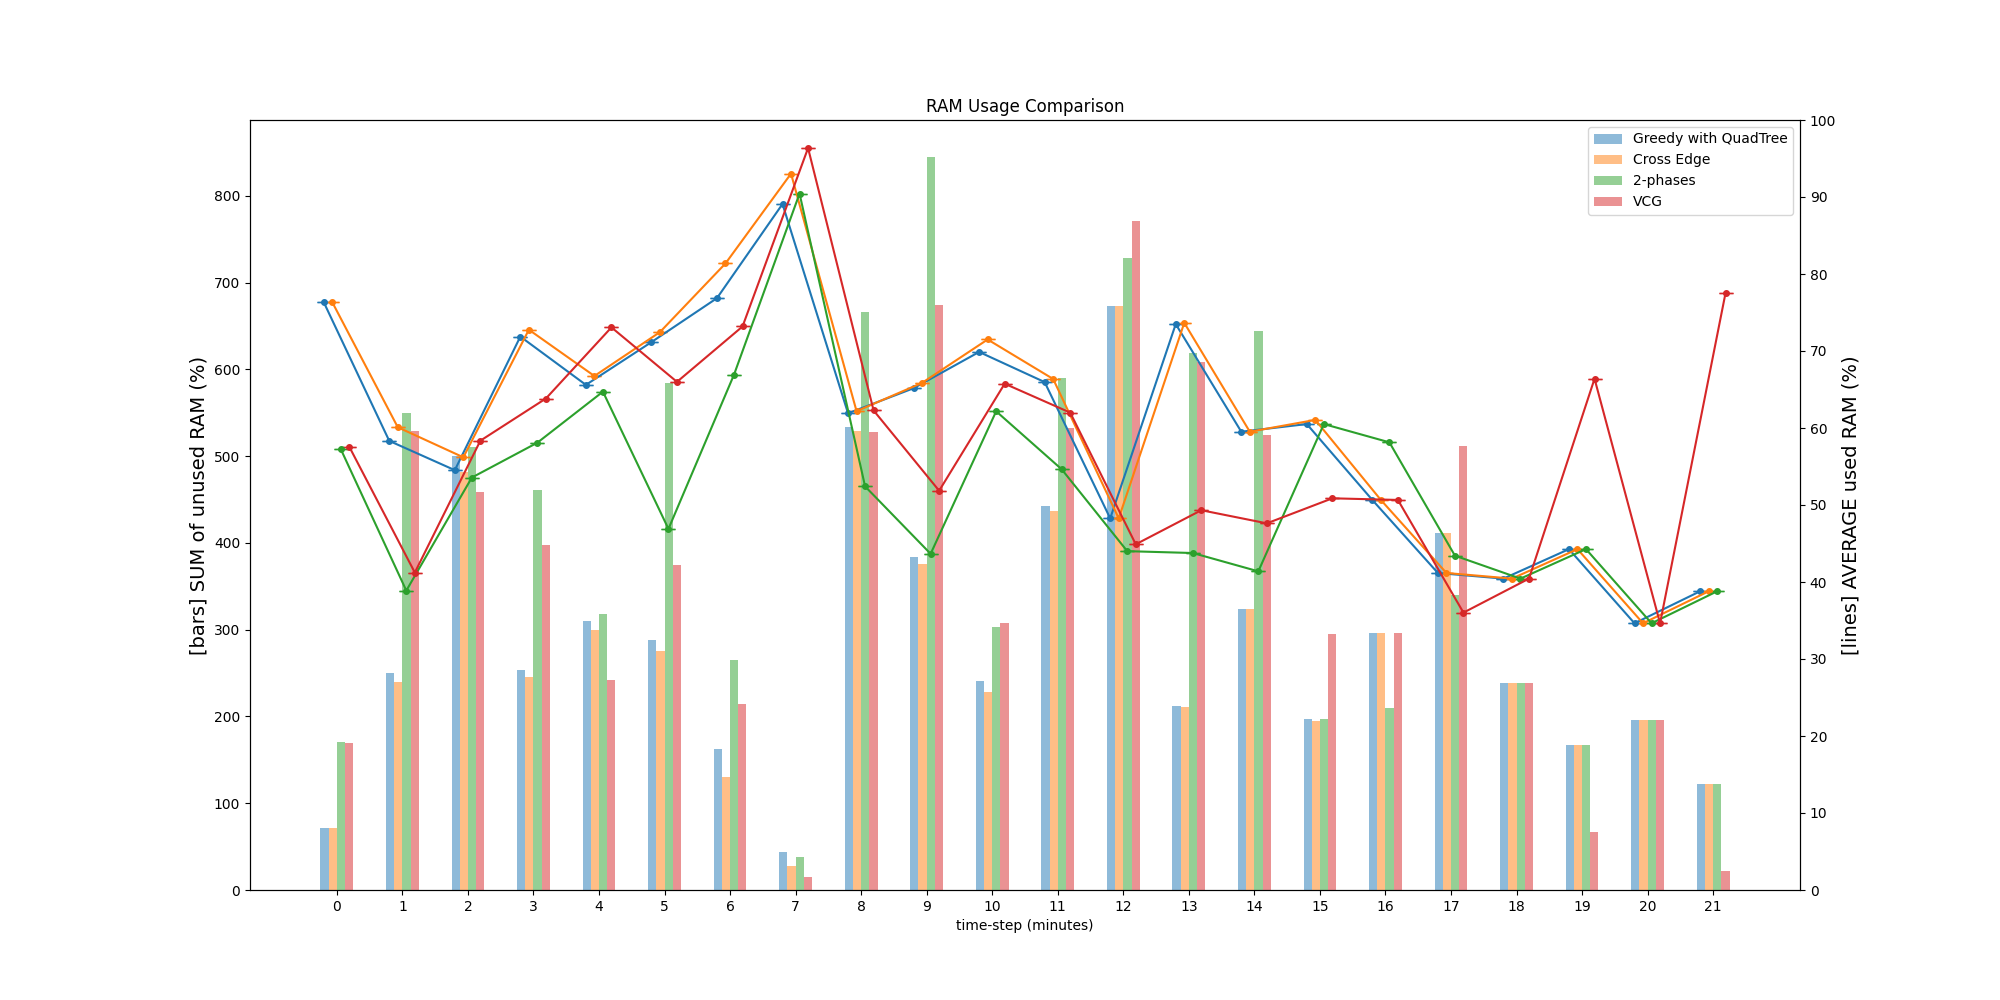 RAM Usage Comparison
Greedy with QuadTree
Cross Edge
2-phases
VCG
[bars] SUM of unused RAM (%)
800
700
600
500
400
300
200
100
0
100
90
80
70
60
50
40
30
20
10
0
[lines] AVERAGE used RAM (%)
0 1 2 3 4 5 6 7 8 9 10 11 12 13 14 15 16 17 18 19 20 21
time-step (minutes)